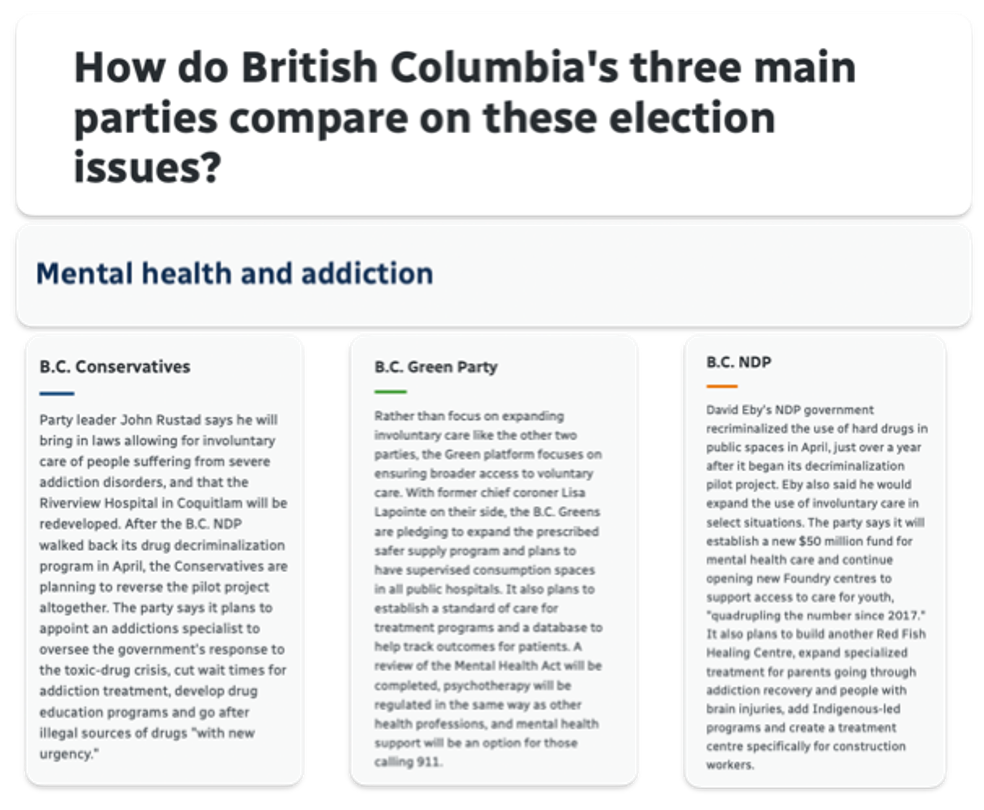 How do British Columbia's three main
parties compare on these election
issues?
Mental health and addiction
B.C. Conservatives
Party leader John Rustad says he will
bring in laws allowing for involuntary
care of people suffering from severe
addiction disorders, and that the
Riverview Hospital in Coquitlam will be
redeveloped. After the B.C. NDP
walked back its drug decriminalization
program in April, the Conservatives are
planning to reverse the pilot project
altogether. The party says it plans to
appoint an addictions specialist to
oversee the government's response to
the toxic-drug crisis, cut wait times for
addiction treatment, develop drug
education programs and go after
illegal sources of drugs "with new
urgency."
B.C. Green Party
Rather than focus on expanding
involuntary care like the other two
parties, the Green platform focuses on
ensuring broader access to voluntary
care. With former chief coroner Lisa
Lapointe on their side, the B.C. Greens
are pledging to expand the prescribed
safer supply program and plans to
have supervised consumption spaces
in all public hospitals. It also plans to
establish a standard of care for
treatment programs and a database to
help track outcomes for patients. A
review of the Mental Health Act will be
completed, psychotherapy will be
regulated in the same way as other
health professions, and mental health
support will be an option for those
calling 911.
B.C. NDP
David Eby's NDP government
recriminalized the use of hard drugs in
public spaces in April, just over a year
after it began its decriminalization
pilot project. Eby also said he would
expand the use of involuntary care in
select situations. The party says it will
establish a new $50 million fund for
mental health care and continue
opening new Foundry centres to
support access to care for youth,
"quadrupling the number since 2017."
It also plans to build another Red Fish
Healing Centre, expand specialized
treatment for parents going through
addiction recovery and people with
brain injuries, add Indigenous-led
programs and create a treatment
centre specifically for construction
workers.